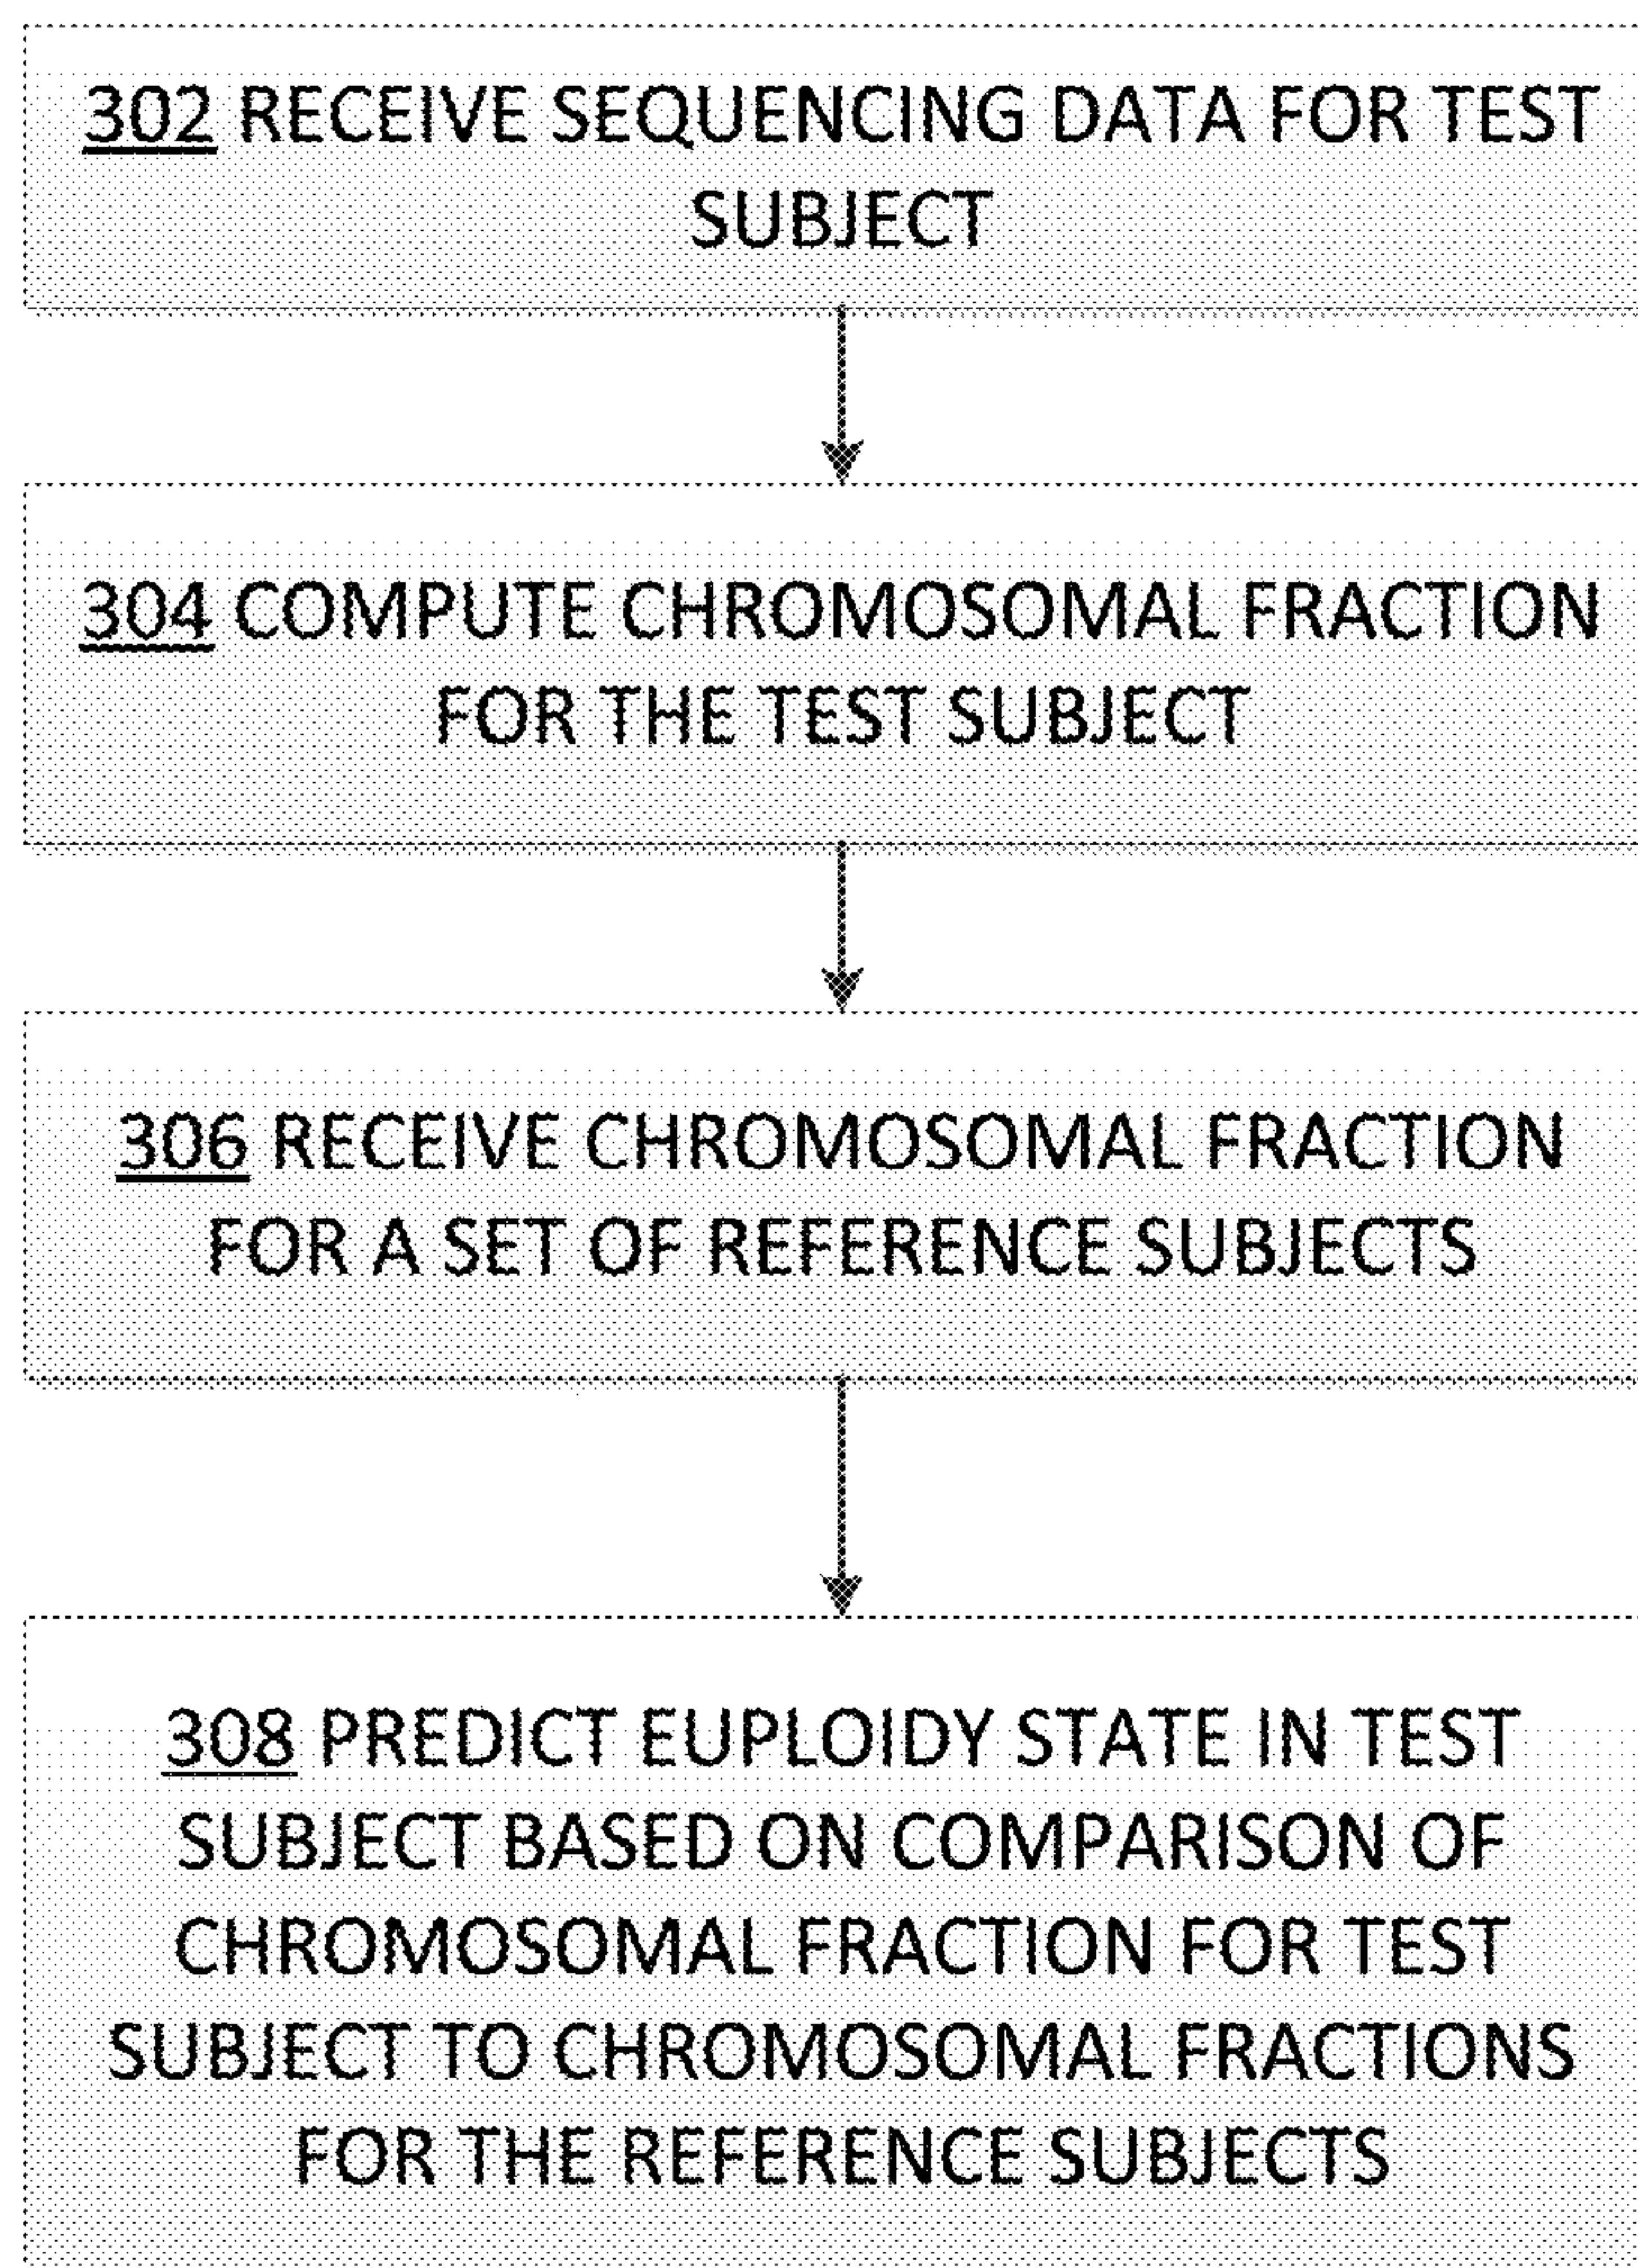 302 RECEIVE SEQUENCING DATA FOR TEST
SUBJECT
304 COMPUTE CHROMOSOMAL FRACTION
FOR THE TEST SUBJECT
306 RECEIVE CHROMOSOMAL FRACTION
FOR A SET OF REFERENCE SUBJECTS
308 PREDICT EUPLOIDY STATE IN TEST
SUBJECT BASED ON COMPARISON OF
CHROMOSOMAL FRACTION FOR TEST
SUBJECT TO CHROMOSOMAL FRACTIONS
FOR THE REFERENCE SUBJECTS